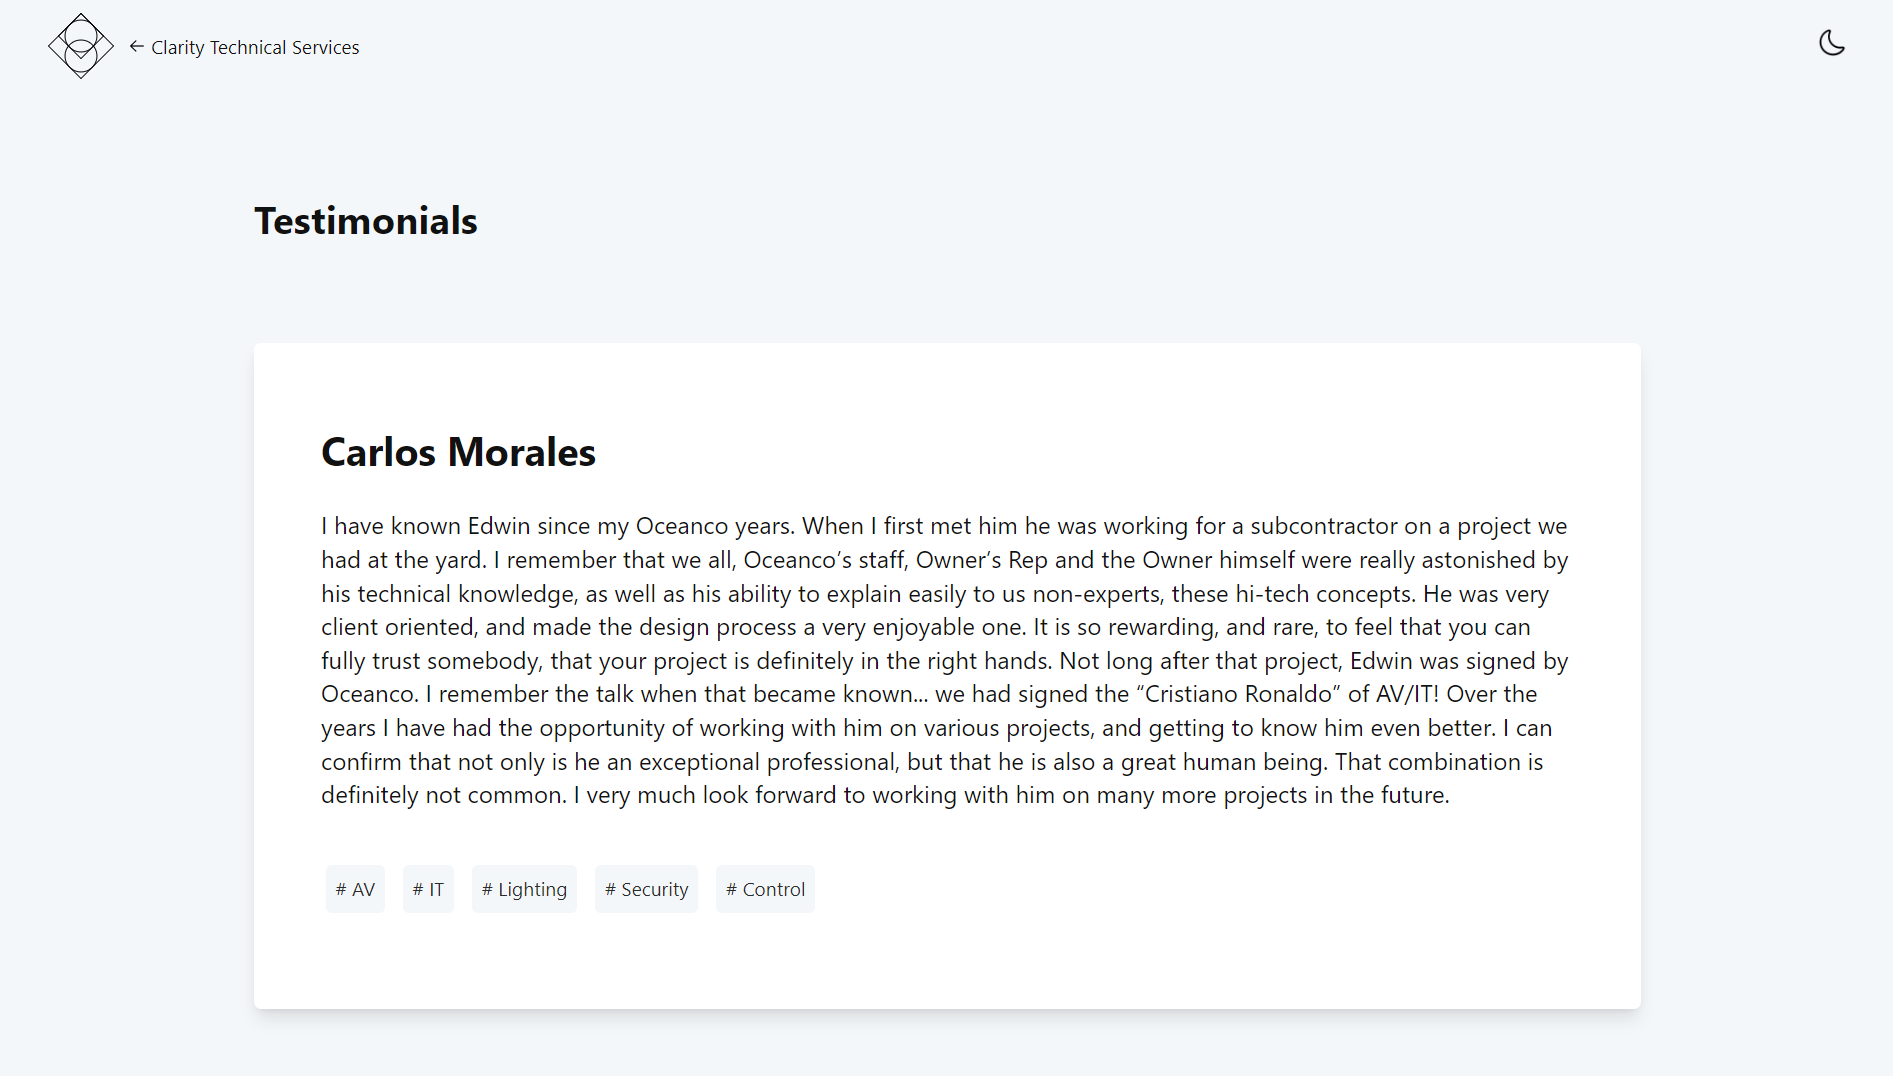 ← Clarity Technical Services
Testimonials
Carlos Morales
I have known Edwin since my Oceanco years. When I first met him he was working for a subcontractor on a project we
had at the yard. I remember that we all, Oceanco’s staff, Owner’s Rep and the Owner himself were really astonished by
his technical knowledge, as well as his ability to explain easily to us non-experts, these hi-tech concepts. He was very
client oriented, and made the design process a very enjoyable one. It is so rewarding, and rare, to feel that you can
fully trust somebody, that your project is definitely in the right hands. Not long after that project, Edwin was signed by
Oceanco. I remember the talk when that became known... we had signed the “Cristiano Ronaldo” of AV/IT! Over the
years I have had the opportunity of working with him on various projects, and getting to know him even better. I can
confirm that not only is he an exceptional professional, but that he is also a great human being. That combination is
definitely not common. I very much look forward to working with him on many more projects in the future.
# AV # IT # Lighting # Security # Control